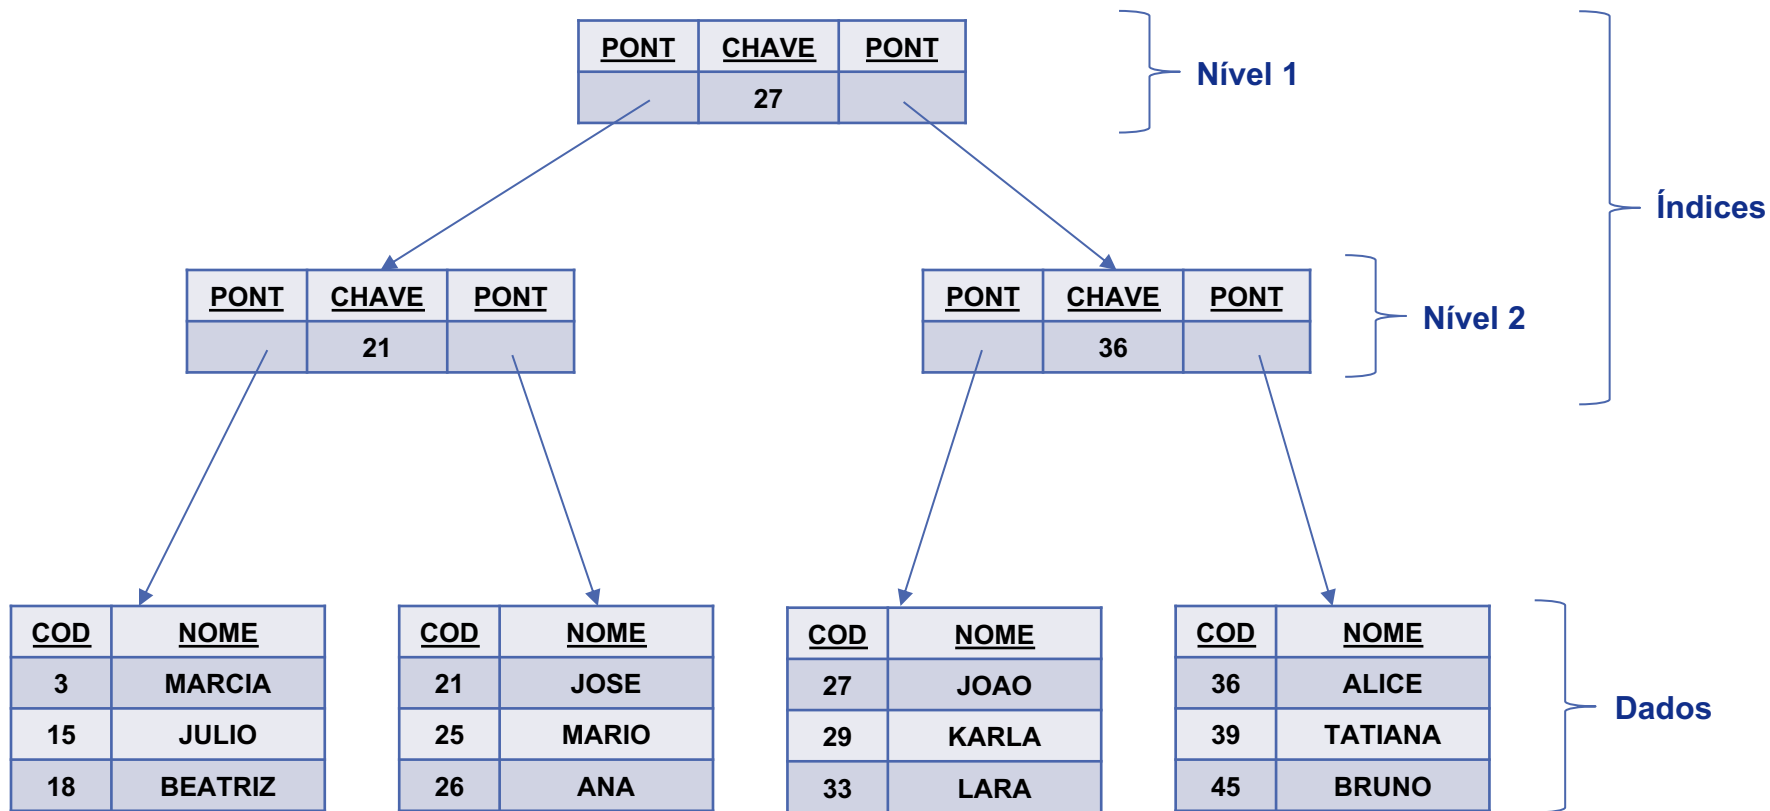 PONT CHAVE PONT
27
Nível 1
Índices
PONT CHAVE PONT
21
PONT CHAVE PONT
36
Nível 2
COD NOME
3 MARCIA
15 JULIO
18 BEATRIZ
COD NOME
21 JOSE
25 MARIO
26 ANA
COD NOME
27 JOAO
29 KARLA
33 LARA
COD NOME
36 ALICE
39 TATIANA
45 BRUNO
Dados